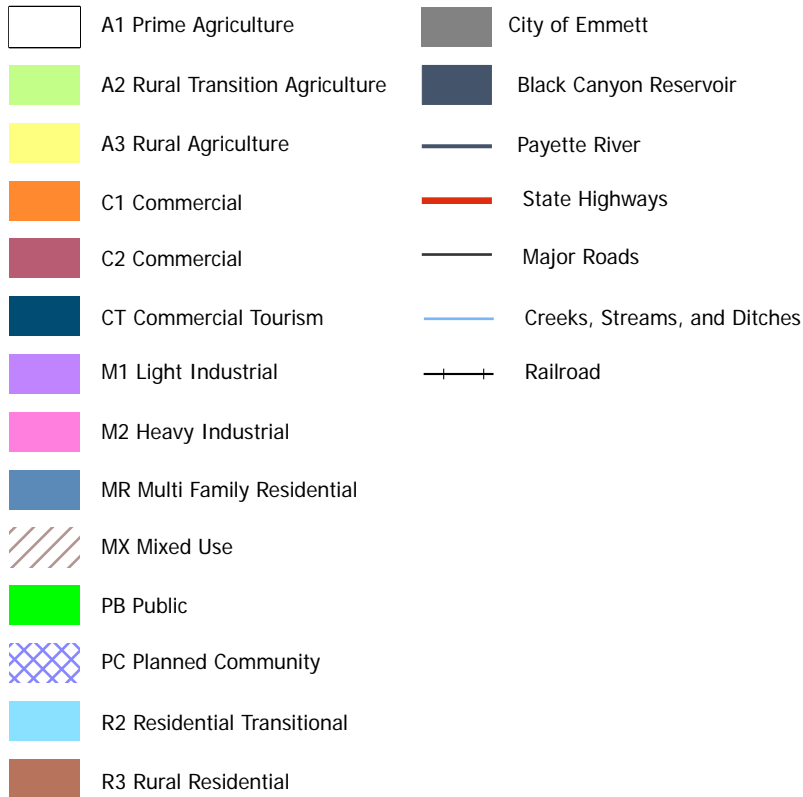 A1 Prime Agriculture
A2 Rural Transition Agriculture
A3 Rural Agriculture
C1 Commercial
C2 Commercial
CT Commercial Tourism
M1 Light Industrial
M2 Heavy Industrial
MR Multi Family Residential
MX Mixed Use
PB Public
PC Planned Community
R2 Residential Transitional
R3 Rural Residential
City of Emmett
Black Canyon Reservoir
Payette River
State Highways
Major Roads
Creeks, Streams, and Ditches
Railroad